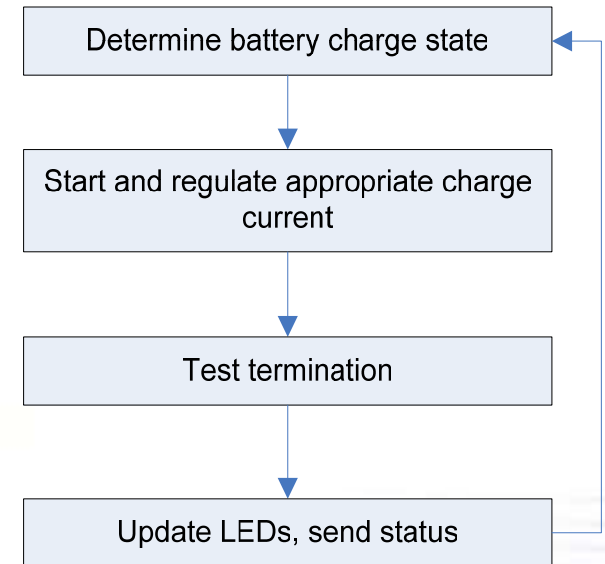 Determine battery charge state
Start and regulate appropriate charge
current
Test termination
Update LEDs, send status